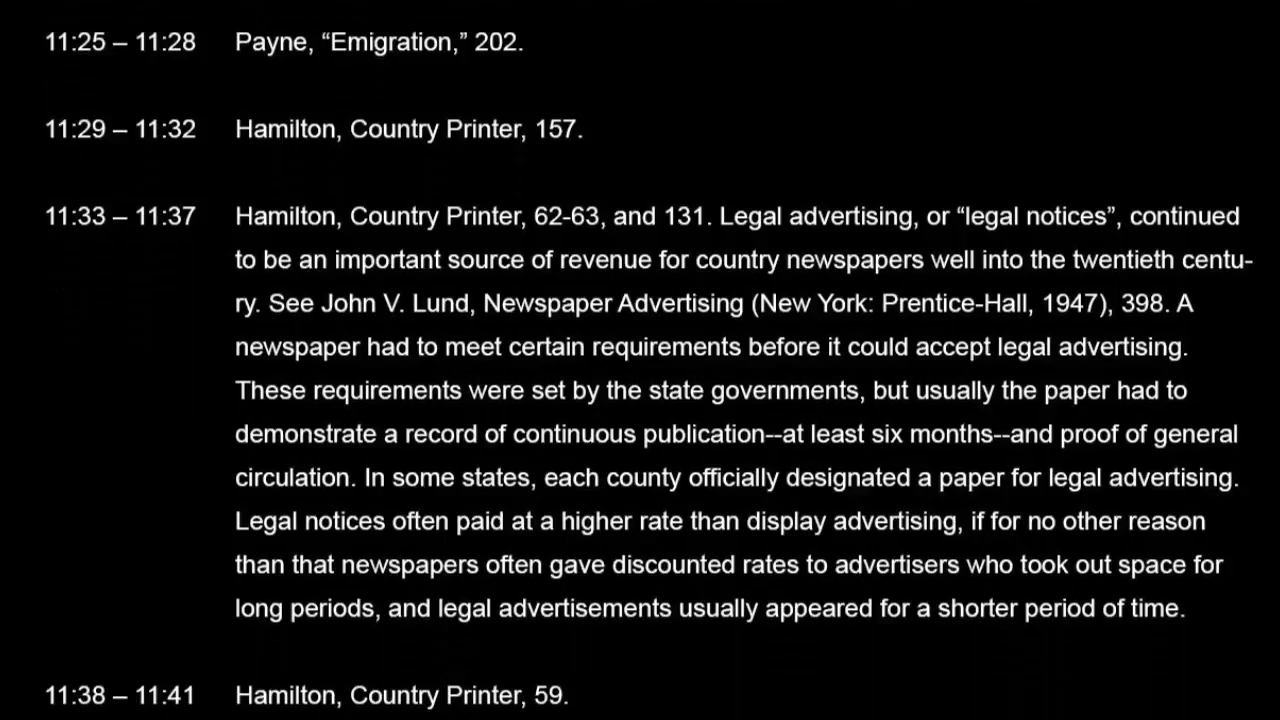 11:25 – 11:28 Payne, “Emigration,” 202.
11:29 – 11:32 Hamilton, Country Printer, 157.
11:33 – 11:37 Hamilton, Country Printer, 62-63, and 131. Legal advertising, or “legal notices”, continued
to be an important source of revenue for country newspapers well into the twentieth centu-
ry. See John V. Lund, Newspaper Advertising (New York: Prentice-Hall, 1947), 398. A
newspaper had to meet certain requirements before it could accept legal advertising.
These requirements were set by the state governments, but usually the paper had to
demonstrate a record of continuous publication--at least six months--and proof of general
circulation. In some states, each county officially designated a paper for legal advertising.
Legal notices often paid at a higher rate than display advertising, if for no other reason
than that newspapers often gave discounted rates to advertisers who took out space for
long periods, and legal advertisements usually appeared for a shorter period of time.
11:38 – 11:41 Hamilton, Country Printer, 59.